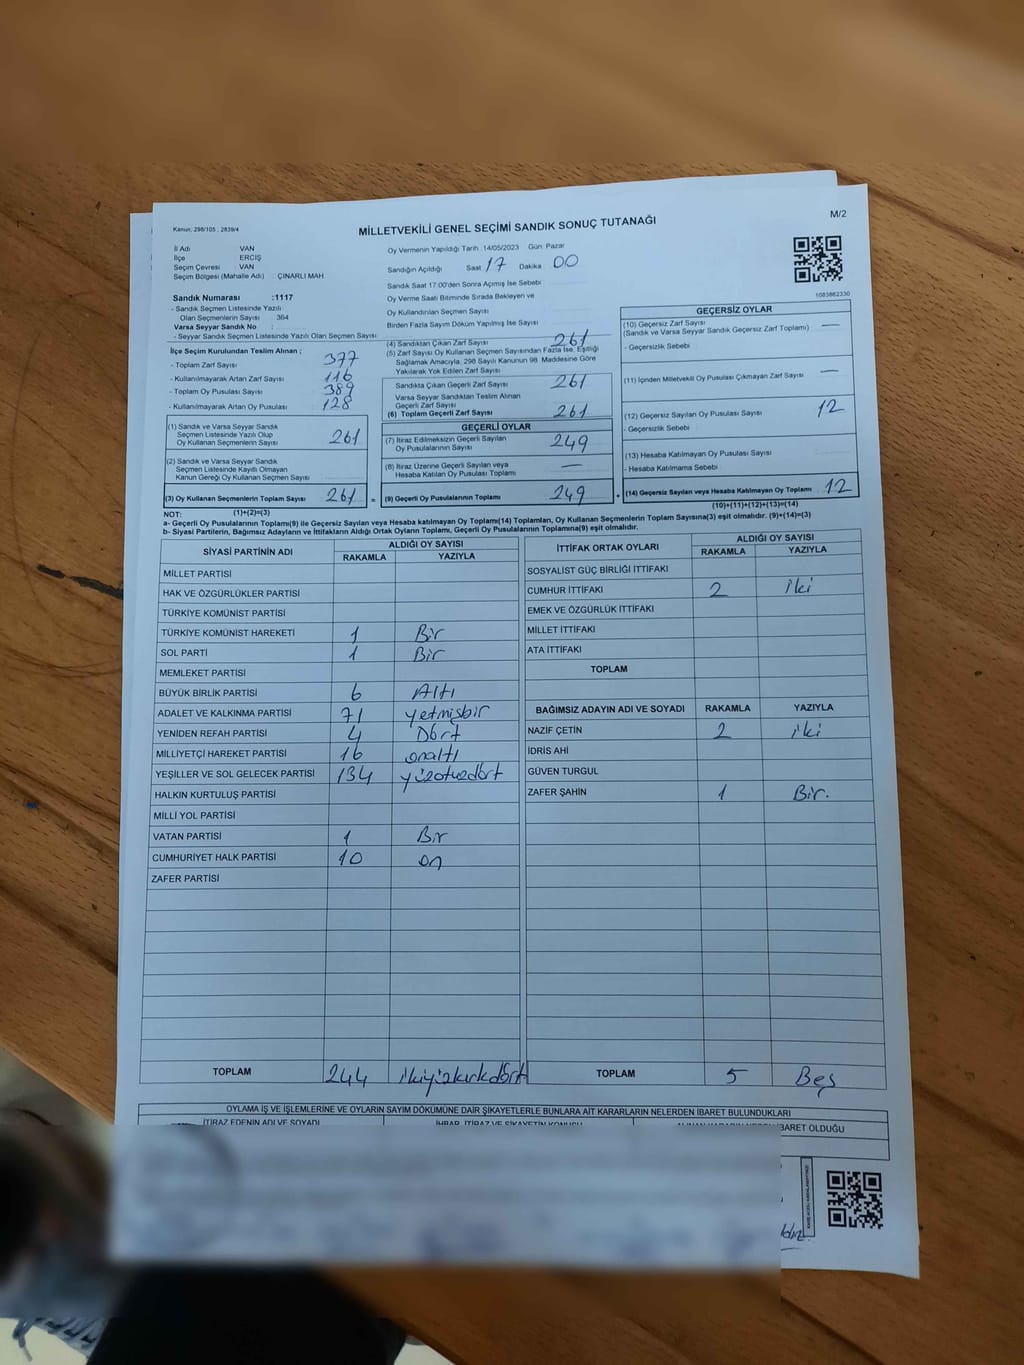 Kanun: 298/105 , 2839/4
MİLLETVEKİLİ GENEL SEÇİMİ SANDIK SONUÇ TUTANAĞI
M/2
İl Adı VAN
İlçe ERCİŞ
Seçim Çevresi VAN
Seçim Bölgesi (Mahalle Adı) : ÇINARLI MAH
Sandık Numarası :1117
- Sandık Seçmen Listesinde Yazılı
Olan Seçmenlerin Sayısı : 364
Varsa Seyyar Sandık No :
- Seyyar Sandık Seçmen Listesinde Yazılı Olan Seçmen Sayısı
Oy Vermenin Yapıldığı Tarih 14/05/2023 Gün Pazar
Sandığın Açıldığı Saat 17 Dakika 00
Sandık Saat 17:00'den Sonra Açımış İse Sebebi
Oy Verme Saati Bitiminde Sırada Bekleyen ve
Oy Kullandırılan Seçmen Sayısı
Birden Fazla Sayım Döküm Yapılmış İse Sayısı
1083862330
İlçe Seçim Kurulundan Teslim Alınan ;
- Toplam Zarf Sayısı 377
- Kullanılmayarak Artan Zarf Sayısı 116
- Toplam Oy Pusulası Sayısı 389
- Kullanılmayarak Artan Oy Pusulası 128
(1) Sandık ve Varsa Seyyar Sandık
Seçmen Listesinde Yazılı Olup
Oy Kullanan Seçmenlerin Sayısı 261
(2) Sandık ve Varsa Seyyar Sandık
Seçmen Listesinde Kayıtlı Olmayan
Kanun Gereği Oy Kullanan Seçmen Sayısı
(3) Oy Kullanan Seçmenlerin Toplam Sayısı 261 =
(1)+(2)=(3)
(4) Sandıktan Çıkan Zarf Sayısı 261
(5) Zarf Sayısı Oy Kullanan Seçmen Sayısından Fazla İse, Eşitliği
Sağlamak Amacıyla, 298 Sayılı Kanunun 98. Maddesine Göre
Yakılarak Yok Edilen Zarf Sayısı
Sandıkta Çıkan Geçerli Zarf Sayısı 261
Varsa Seyyar Sandıktan Teslim Alınan
Geçerli Zarf Sayısı
(6) Toplam Geçerli Zarf Sayısı 261
GEÇERLİ OYLAR
(7) İtiraz Edilmeksizin Geçerli Sayılan
Oy Pusulalarının Sayısı 249
(8) İtiraz Üzerine Geçerli Sayılan veya
Hesaba Katılan Oy Pusulası Toplamı —
(9) Geçerli Oy Pusulalarının Toplamı 249 +
GEÇERSİZ OYLAR
(10) Geçersiz Zarf Sayısı
(Sandık ve Varsa Seyyar Sandık Geçersiz Zarf Toplamı) : —
- Geçersizlik Sebebi
(11) İçinden Milletvekili Oy Pusulası Çıkmayan Zarf Sayısı —
(12) Geçersiz Sayılan Oy Pusulası Sayısı 12
- Geçersizlik Sebebi
(13) Hesaba Katılmayan Oy Pusulası Sayısı
- Hesaba Katılmama Sebebi
(14) Geçersiz Sayılan veya Hesaba Katılmayan Oy Toplamı 12
(10)+(11)+(12)+(13)=(14)
NOT:
a- Geçerli Oy Pusulalarının Toplamı(9) ile Geçersiz Sayılan veya Hesaba katılmayan Oy Toplamı(14) Toplamları, Oy Kullanan Seçmenlerin Toplam Sayısına(3) eşit olmalıdır. (9)+(14)=(3)
b- Siyasi Partilerin, Bağımsız Adayların ve İttifakların Aldığı Ortak Oyların Toplamı, Geçerli Oy Pusulalarının Toplamına(9) eşit olmalıdır.
SİYASİ PARTİNİN ADI ALDIĞI OY SAYISI
RAKAMLA YAZIYLA
MİLLET PARTİSİ
HAK VE ÖZGÜRLÜKLER PARTİSİ
TÜRKİYE KOMÜNİST PARTİSİ
TÜRKİYE KOMÜNİST HAREKETİ 1 Bir
SOL PARTİ 1 Bir
MEMLEKET PARTİSİ
BÜYÜK BİRLİK PARTİSİ 6 Altı
ADALET VE KALKINMA PARTİSİ 71 yetmişbir
YENİDEN REFAH PARTİSİ 4 Dört
MİLLİYETÇİ HAREKET PARTİSİ 16 onaltı
YEŞİLLER VE SOL GELECEK PARTİSİ 134 yüzotuzdört
HALKIN KURTULUŞ PARTİSİ
MİLLİ YOL PARTİSİ
VATAN PARTİSİ 1 Bir
CUMHURİYET HALK PARTİSİ 10 on
ZAFER PARTİSİ
TOPLAM 244 ikiyüzkırkdört
İTTİFAK ORTAK OYLARI ALDIĞI OY SAYISI
RAKAMLA YAZIYLA
SOSYALİST GÜÇ BİRLİĞİ İTTİFAKI
CUMHUR İTTİFAKI 2 iki
EMEK VE ÖZGÜRLÜK İTTİFAKI
MİLLET İTTİFAKI
ATA İTTİFAKI
TOPLAM
BAĞIMSIZ ADAYIN ADI VE SOYADI RAKAMLA YAZIYLA
NAZİF ÇETİN 2 iki
İDRİS AHİ
GÜVEN TURGUL
ZAFER ŞAHİN 1 Bir.
TOPLAM 5 Beş
OYLAMA İŞ VE İŞLEMLERİNE VE OYLARIN SAYIM DÖKÜMÜNE DAİR ŞİKAYETLERLE BUNLARA AİT KARARLARIN NELERDEN İBARET BULUNDUKLARI
İTİRAZ EDENİN ADI VE SOYADI
İHBAR, İTİRAZ VE ŞİKAYETİN KONUSU
İBARET OLDUĞU